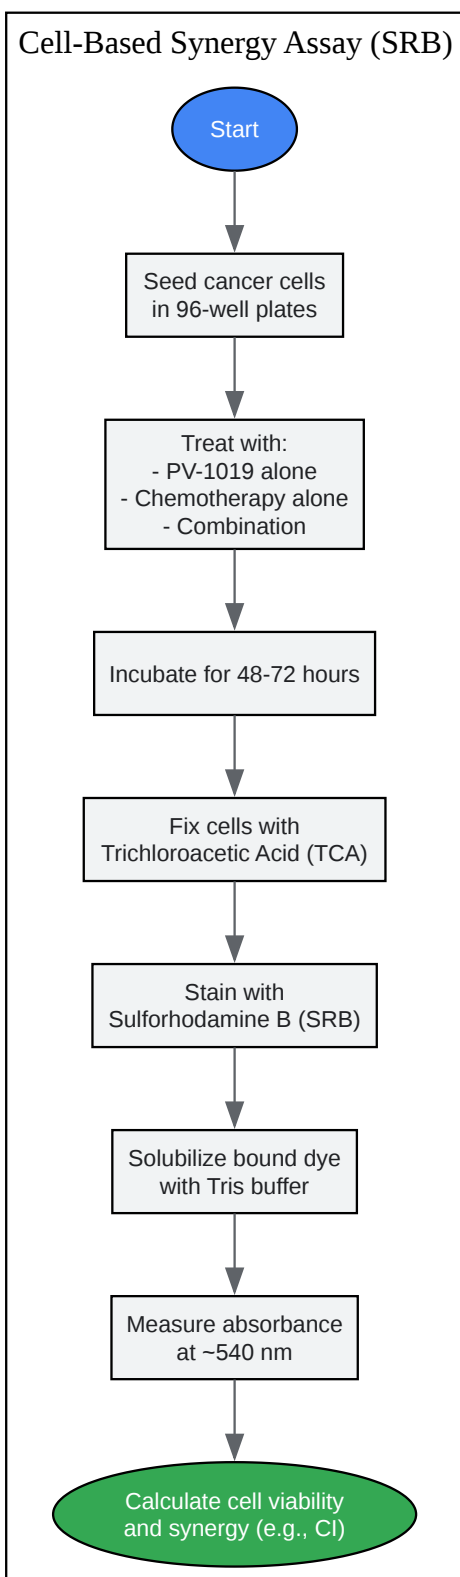 Cell-Based Synergy Assay (SRB)
Start
Seed cancer cells
in 96-well plates
Treat with:
- PV-1019 alone
- Chemotherapy alone
- Combination
Incubate for 48-72 hours
Fix cells with
Trichloroacetic Acid (TCA)
Stain with
Sulforhodamine B (SRB)
Solubilize bound dye
with Tris buffer
Measure absorbance
at ~540 nm
Calculate cell viability
and synergy (e.g., CI)